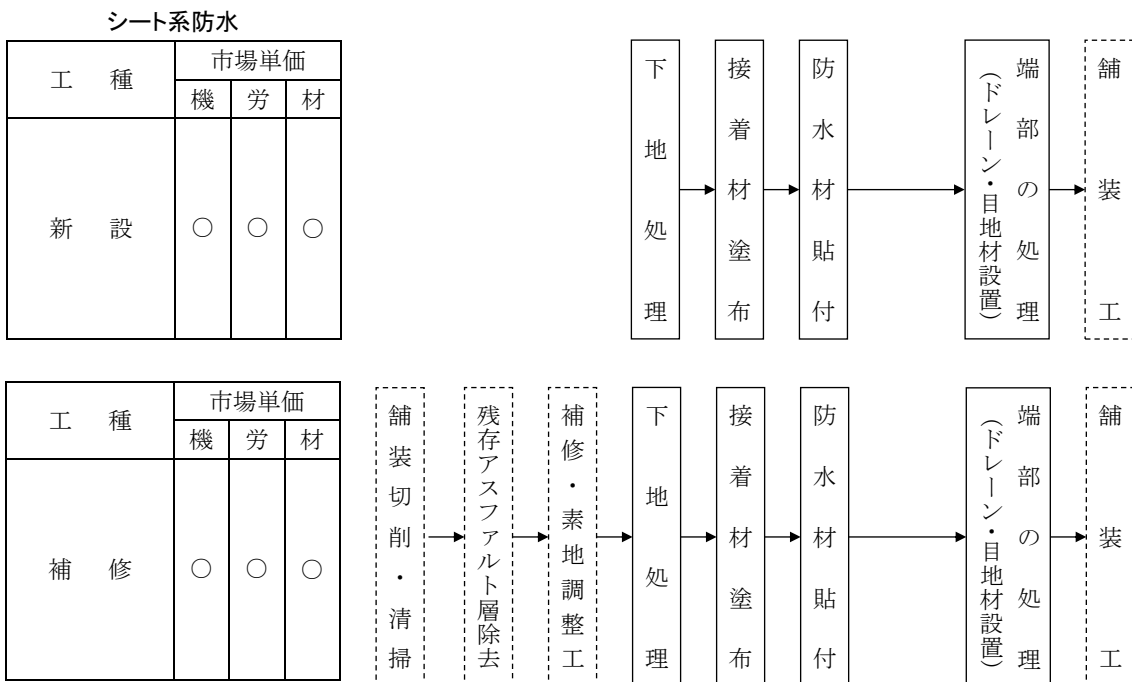 シート系防水
工種
市場単価
機
労
材
新設
○
○
○
下地処理
接着材塗布
防水材貼付
端部の処理
(ドレーン・目地材設置)
舗装工
工種
市場単価
機
労
材
補修
○
○
○
舗装切削・清掃
残存アスファルト層除去
補修・素地調整工
下地処理
接着材塗布
防水材貼付
端部の処理
(ドレーン・目地材設置)
舗装工